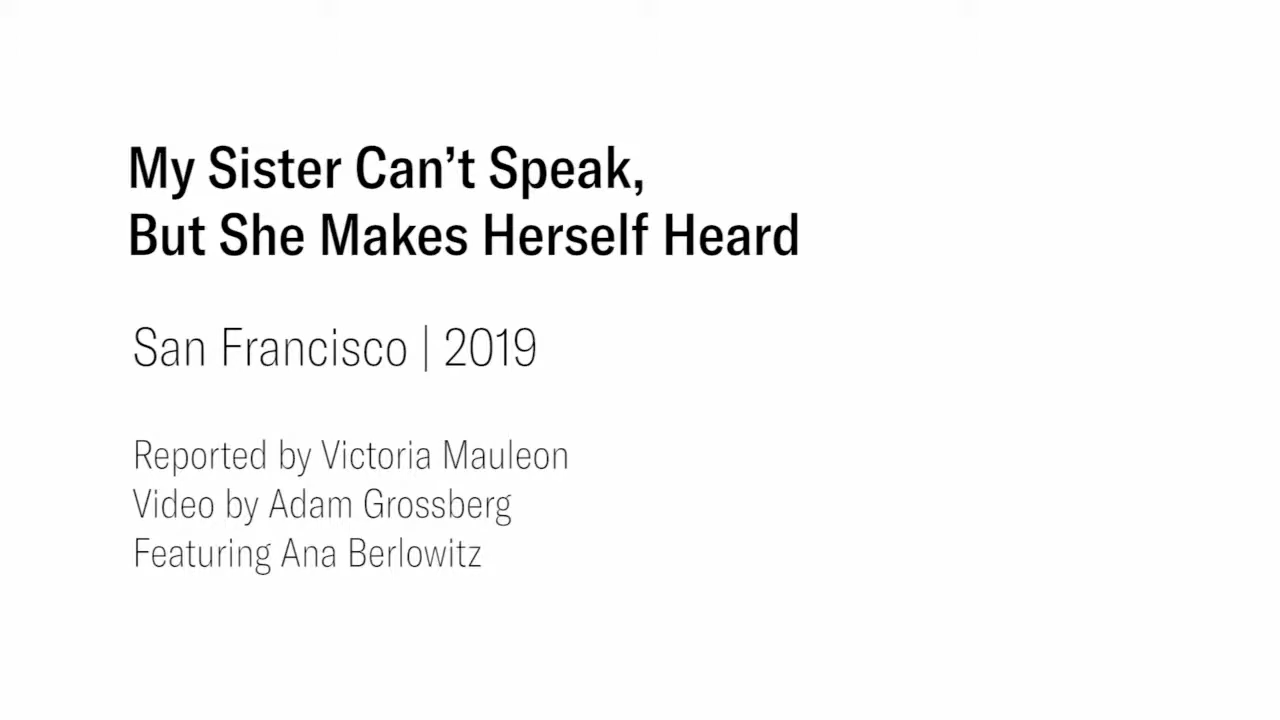 My Sister Can’t Speak,
But She Makes Herself Heard
San Francisco | 2019
Reported by Victoria Mauleon
Video by Adam Grossberg
Featuring Ana Berlowitz